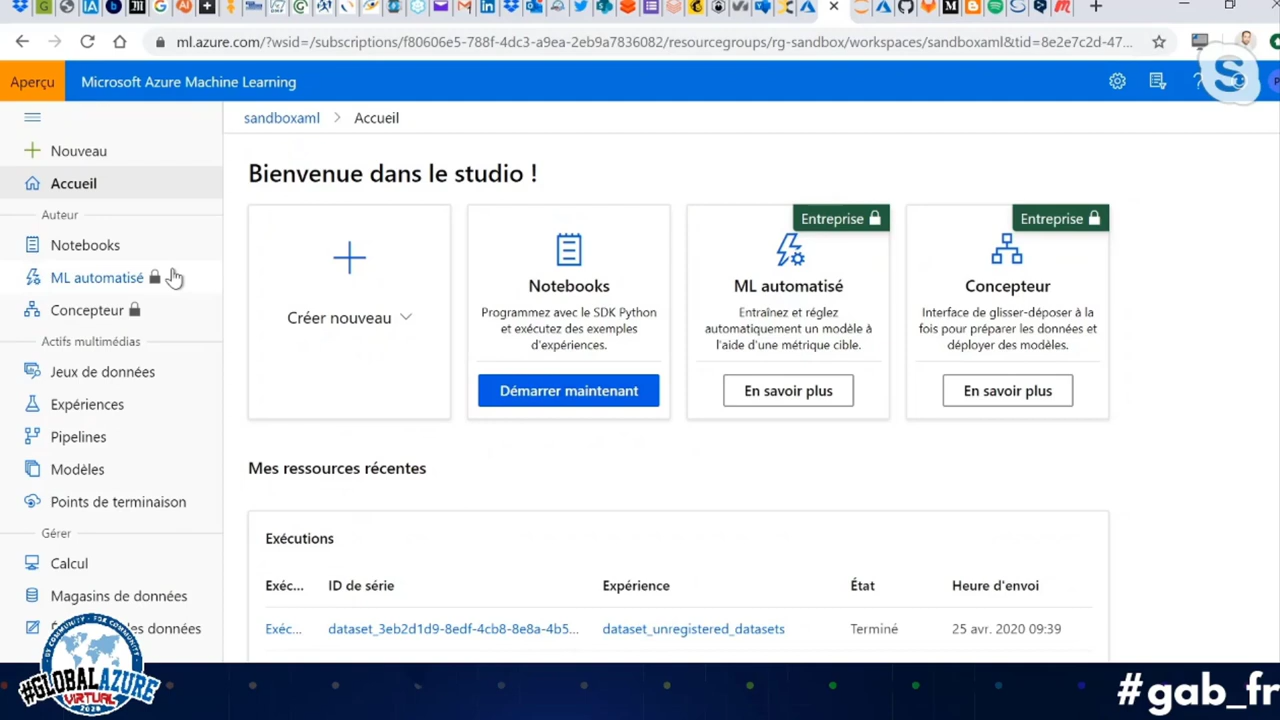 ml.azure.com/?wsid=/subscriptions/f80606e5-788f-4dc3-a9ea-2eb9a7836082/resourcegroups/rg-sandbox/workspaces/sandboxaml&tid=8e2e7c2d-47...
Aperçu
Microsoft Azure Machine Learning
sandboxaml > Accueil
Nouveau
Accueil
Auteur
Notebooks
ML automatisé
Concepteur
Actifs multimédias
Jeux de données
Expériences
Pipelines
Modèles
Points de terminaison
Gérer
Calcul
Magasins de données
les données
Bienvenue dans le studio !
Créer nouveau
Notebooks
Programmez avec le SDK Python
et exécutez des exemples
d'expériences.
Démarrer maintenant
Entreprise
ML automatisé
Entraînez et réglez
automatiquement un modèle à
l'aide d'une métrique cible.
En savoir plus
Entreprise
Concepteur
Interface de glisser-déposer à la
fois pour préparer les données et
déployer des modèles.
En savoir plus
Mes ressources récentes
Exécutions
Exéc... ID de série Expérience État Heure d'envoi
Exéc... dataset_3eb2d1d9-8edf-4cb8-8e8a-4b5... dataset_unregistered_datasets Terminé 25 avr. 2020 09:39
#GLOBALAZURE
VIRTUAL
2020
#gab_fr